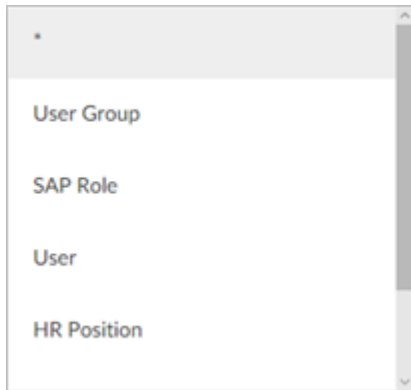 *
User Group
SAP Role
User
HR Position